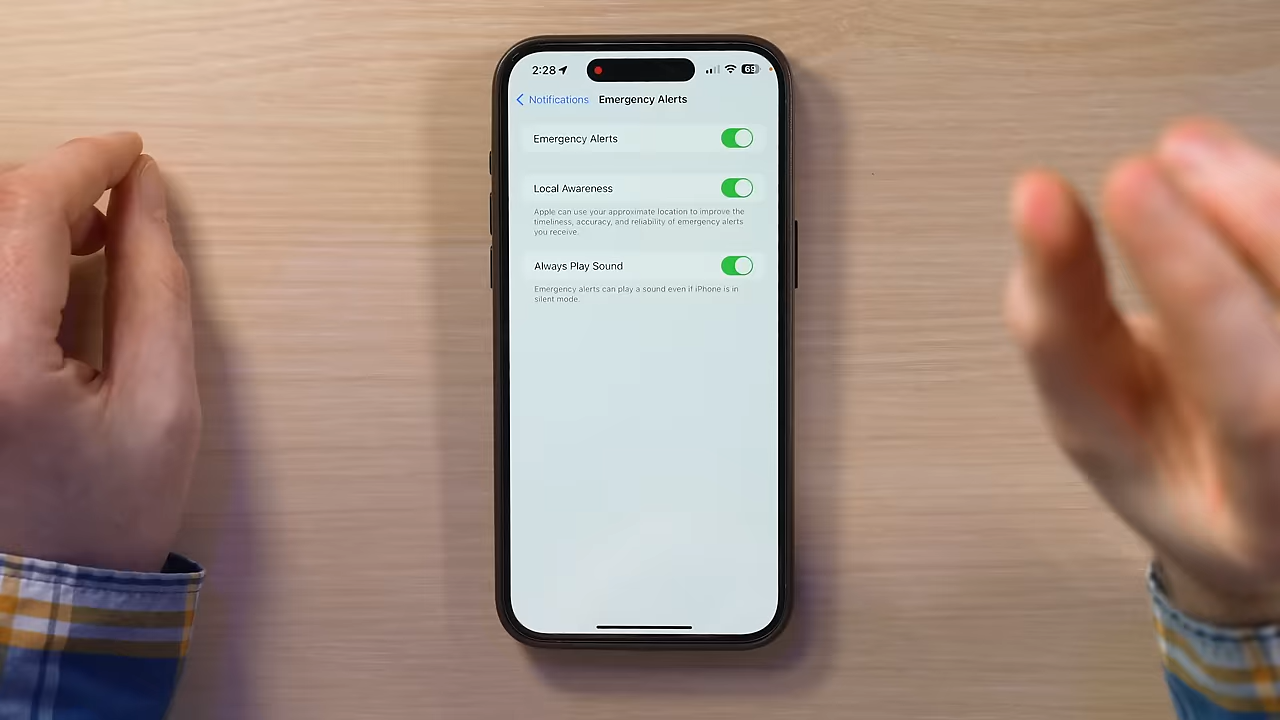 2:28
69
Notifications Emergency Alerts
Emergency Alerts
Local Awareness
Apple can use your approximate location to improve the
timeliness, accuracy, and reliability of emergency alerts
you receive.
Always Play Sound
Emergency alerts can play a sound even if iPhone is in
silent mode.